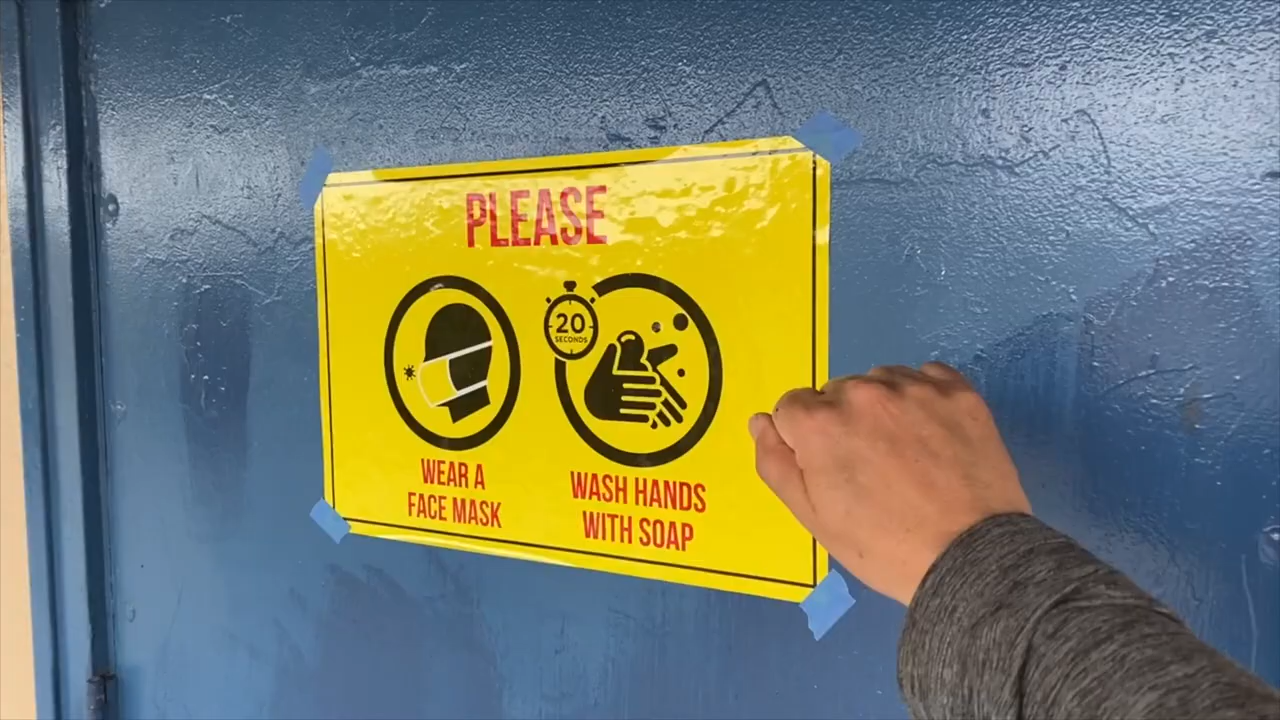 PLEASE
20
SECONDS
WEAR A
FACE MASK
WASH HANDS
WITH SOAP